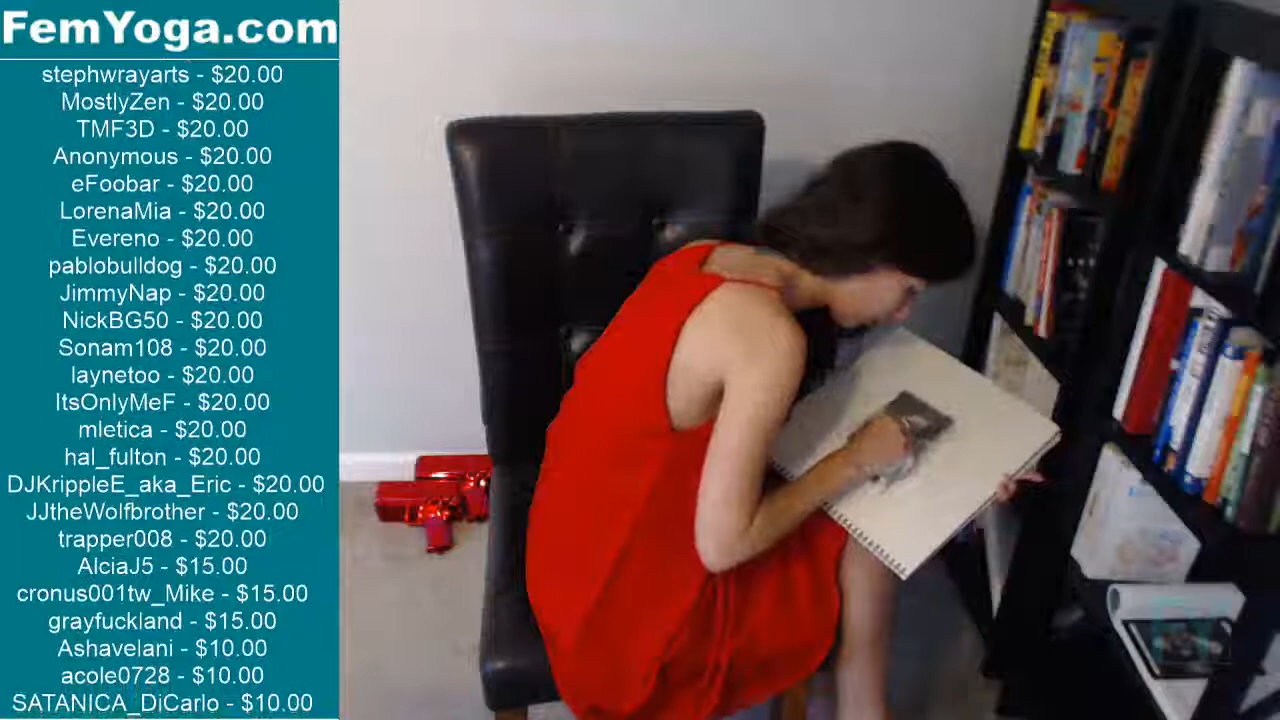 FemYoga.com
stephwrayarts - $20.00
MostlyZen - $20.00
TMF3D - $20.00
Anonymous - $20.00
eFoobar - $20.00
LorenaMia - $20.00
Evereno - $20.00
pablobulldog - $20.00
JimmyNap - $20.00
NickBG50 - $20.00
Sonam108 - $20.00
laynetoo - $20.00
ItsOnlyMeF - $20.00
mletica - $20.00
hal_fulton - $20.00
DJKrippleE_aka_Eric - $20.00
JJtheWolfbrother - $20.00
trapper008 - $20.00
AlciaJ5 - $15.00
cronus001tw_Mike - $15.00
grayfuckland - $15.00
Ashavelani - $10.00
acole0728 - $10.00
SATANICA_DiCarlo - $10.00